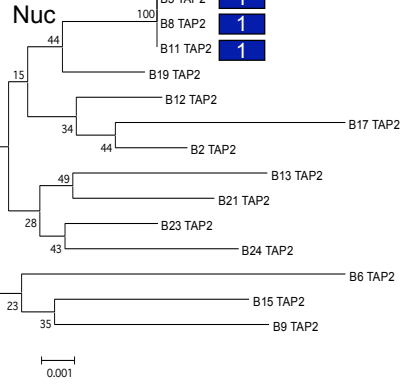 Nuc
100
B8 TAP2
1
B11 TAP2
1
44
B19 TAP2
15
B12 TAP2
B17 TAP2
34
44
B2 TAP2
B13 TAP2
49
B21 TAP2
28
B23 TAP2
43
B24 TAP2
B6 TAP2
23
B15 TAP2
35
B9 TAP2
0.001